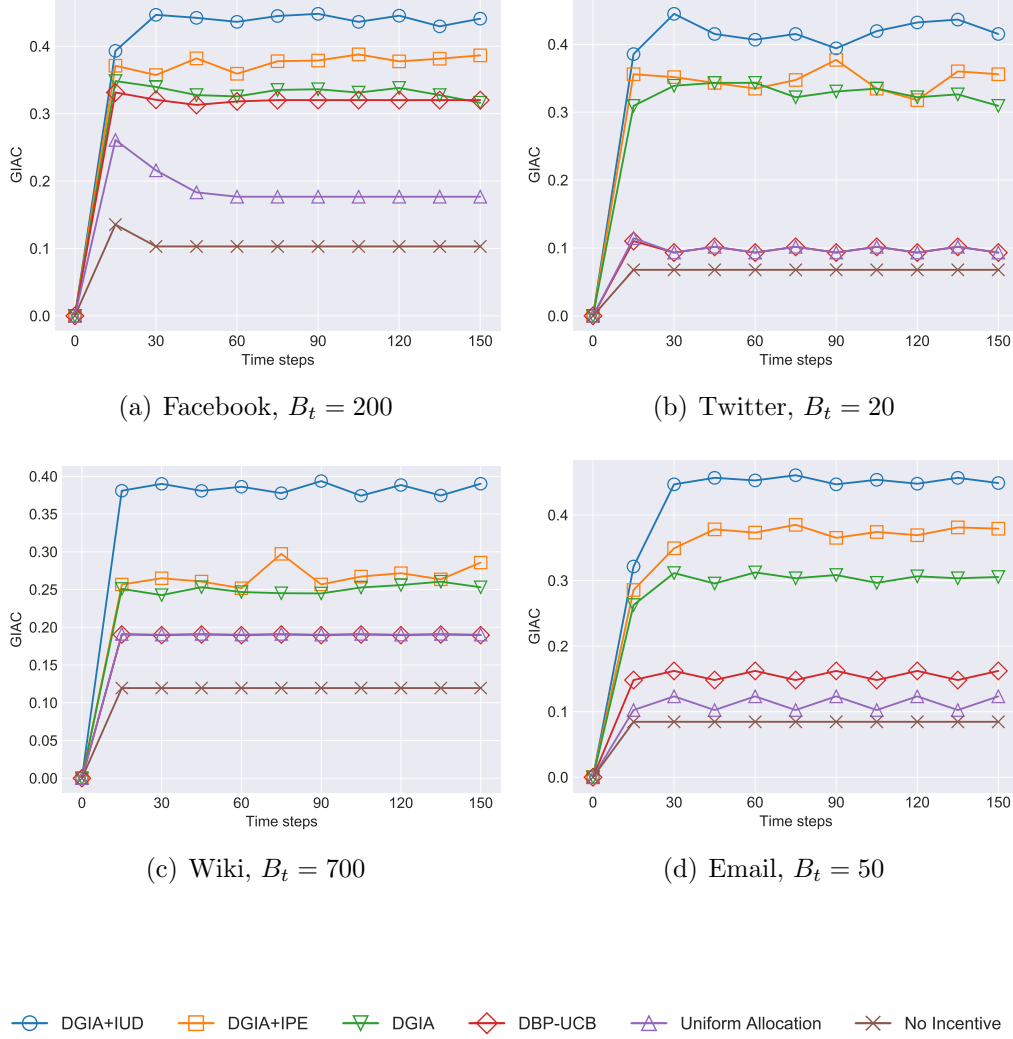 0.4
0.3
0.2
0.1
0.0
GIAC
0 30 60 90 120 150
Time steps
(a) Facebook, B_t = 200
0.4
0.3
0.2
0.1
0.0
GIAC
0 30 60 90 120 150
Time steps
(b) Twitter, B_t = 20
0.40
0.35
0.30
0.25
0.20
0.15
0.10
0.05
0.00
GIAC
0 30 60 90 120 150
Time steps
(c) Wiki, B_t = 700
0.4
0.3
0.2
0.1
0.0
GIAC
0 30 60 90 120 150
Time steps
(d) Email, B_t = 50
DGIA+IUD DGIA+IPE DGIA DBP-UCB Uniform Allocation No Incentive